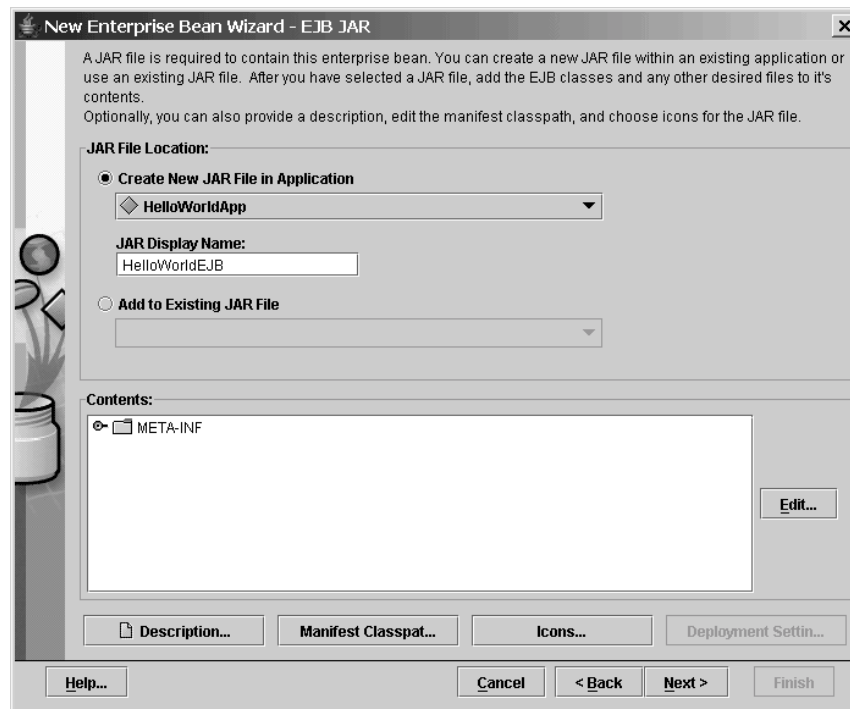 New Enterprise Bean Wizard - EJB JAR
A JAR file is required to contain this enterprise bean. You can create a new JAR file within an existing application or
use an existing JAR file. After you have selected a JAR file, add the EJB classes and any other desired files to it's
contents.
Optionally, you can also provide a description, edit the manifest classpath, and choose icons for the JAR file.
JAR File Location:
Create New JAR File in Application
HelloWorldApp
JAR Display Name:
HelloWorldEJB
Add to Existing JAR File
Contents:
META-INF
Edit...
Description... Manifest Classpat... Icons... Deployment Settin...
Help... Cancel < Back Next > Finish